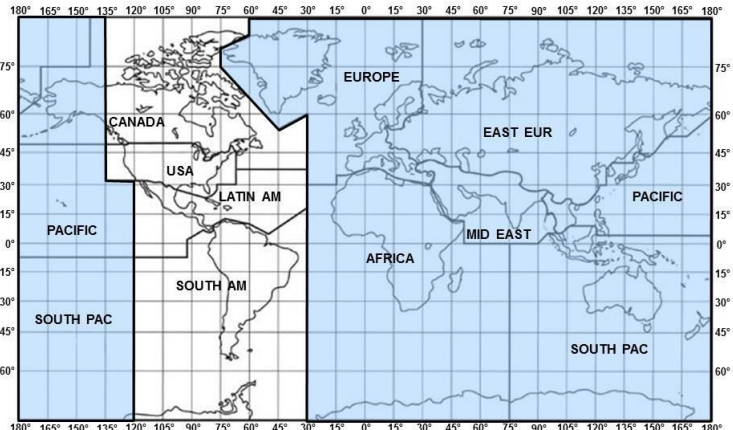 180° 165° 150° 135° 120° 105° 90° 75° 60° 45° 30° 15° 0° 15° 30° 45° 60° 75° 90° 105° 120° 135° 150° 165° 180°
75° 75°
EUROPE
60° CANADA 60°
EAST EUR
45° 45°
USA
30° LATIN AM PACIFIC 30°
15° 15°
PACIFIC MID EAST
0° 0°
AFRICA
15° 15°
SOUTH AM
30° 30°
SOUTH PAC
45° 45°
SOUTH PAC
60° 60°
180° 165° 150° 135° 120° 105° 90° 75° 60° 45° 30° 15° 0° 15° 30° 45° 60° 75° 90° 105° 120° 135° 150° 165° 180°